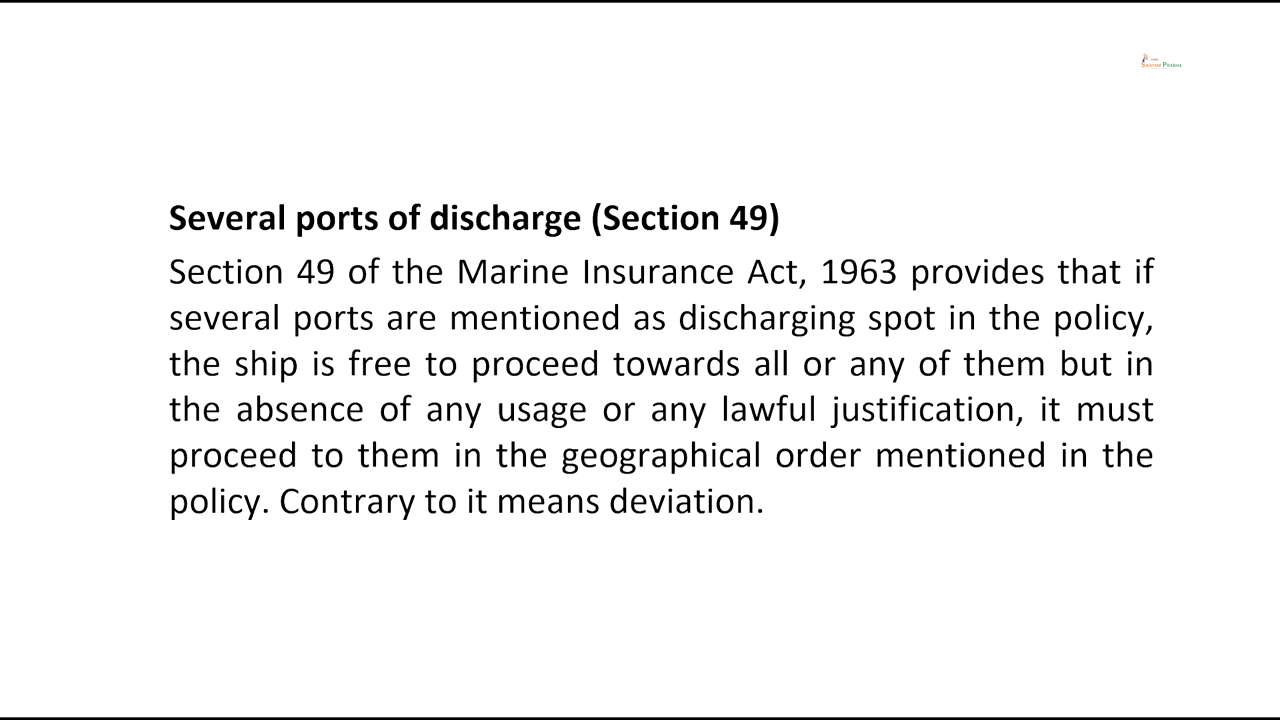 SWAYAM PRABHA
Several ports of discharge (Section 49)
Section 49 of the Marine Insurance Act, 1963 provides that if
several ports are mentioned as discharging spot in the policy,
the ship is free to proceed towards all or any of them but in
the absence of any usage or any lawful justification, it must
proceed to them in the geographical order mentioned in the
policy. Contrary to it means deviation.